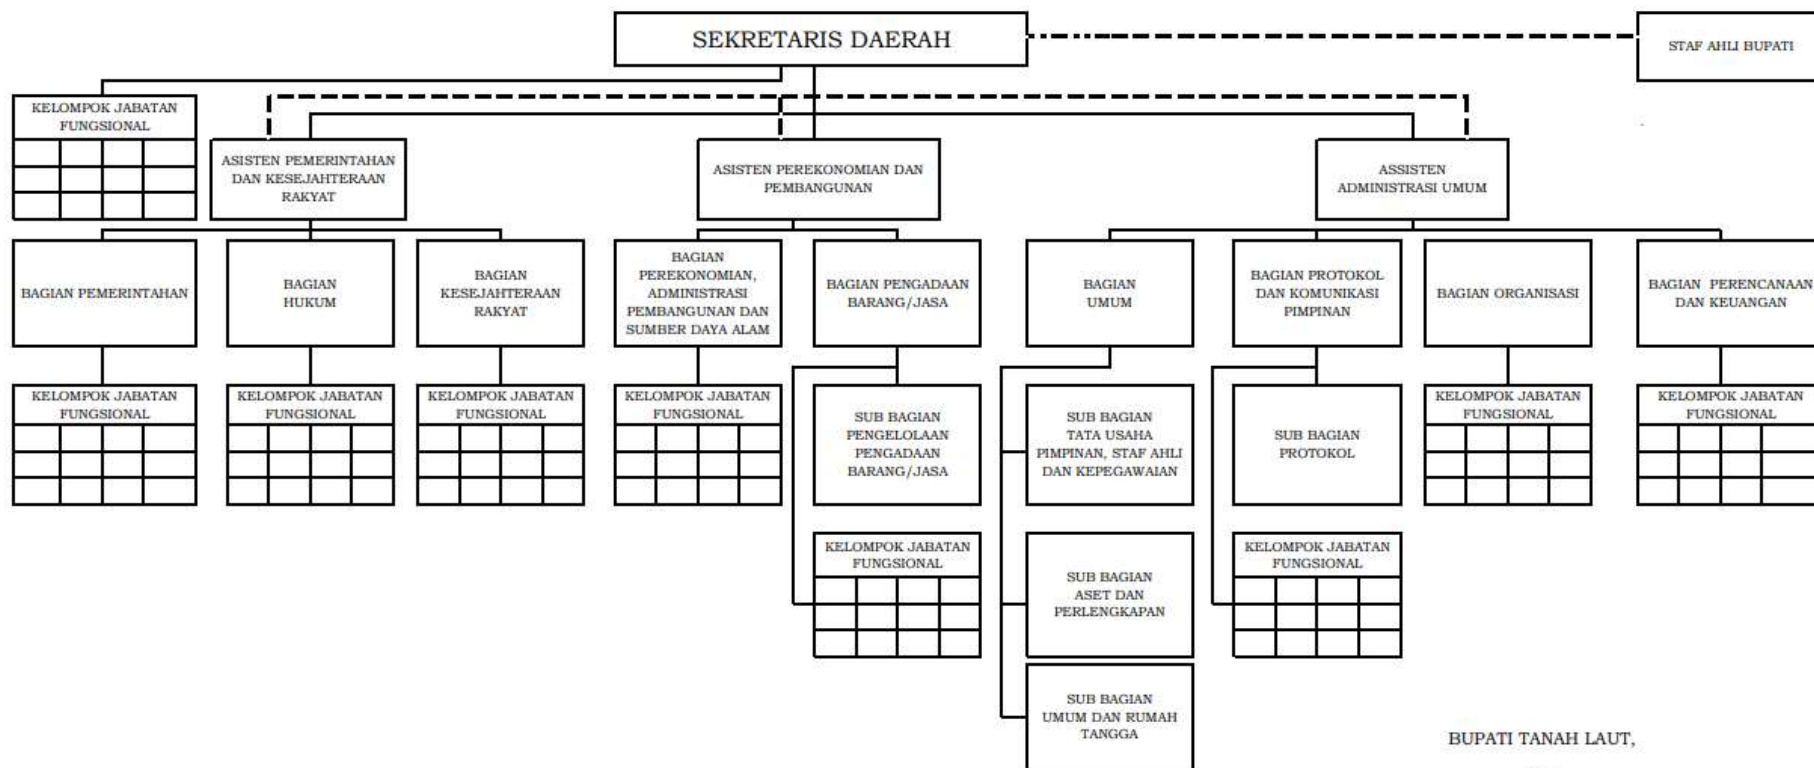 SEKRETARIS DAERAH
STAF AHLI BUPATI
KELOMPOK JABATAN
FUNGSIONAL
ASISTEN PEMERINTAHAN
DAN KESEJAHTERAAN
RAKYAT
ASISTEN PEREKONOMIAN DAN
PEMBANGUNAN
ASSISTEN
ADMINISTRASI UMUM
BAGIAN PEMERINTAHAN
BAGIAN
HUKUM
BAGIAN
KESEJAHTERAAN
RAKYAT
BAGIAN
PEREKONOMIAN,
ADMINISTRASI
PEMBANGUNAN DAN
SUMBER DAYA ALAM
BAGIAN PENGADAAN
BARANG/JASA
BAGIAN
UMUM
BAGIAN PROTOKOL
DAN KOMUNIKASI
PIMPINAN
BAGIAN ORGANISASI
BAGIAN PERENCANAAN
DAN KEUANGAN
KELOMPOK JABATAN
FUNGSIONAL
KELOMPOK JABATAN
FUNGSIONAL
KELOMPOK JABATAN
FUNGSIONAL
KELOMPOK JABATAN
FUNGSIONAL
SUB BAGIAN
PENGELOLAAN
PENGADAAN
BARANG/JASA
SUB BAGIAN
TATA USAHA
PIMPINAN, STAF AHLI
DAN KEPEGAWAIAN
SUB BAGIAN
PROTOKOL
KELOMPOK JABATAN
FUNGSIONAL
KELOMPOK JABATAN
FUNGSIONAL
KELOMPOK JABATAN
FUNGSIONAL
SUB BAGIAN
ASET DAN
PERLENGKAPAN
KELOMPOK JABATAN
FUNGSIONAL
SUB BAGIAN
UMUM DAN RUMAH
TANGGA
BUPATI TANAH LAUT,